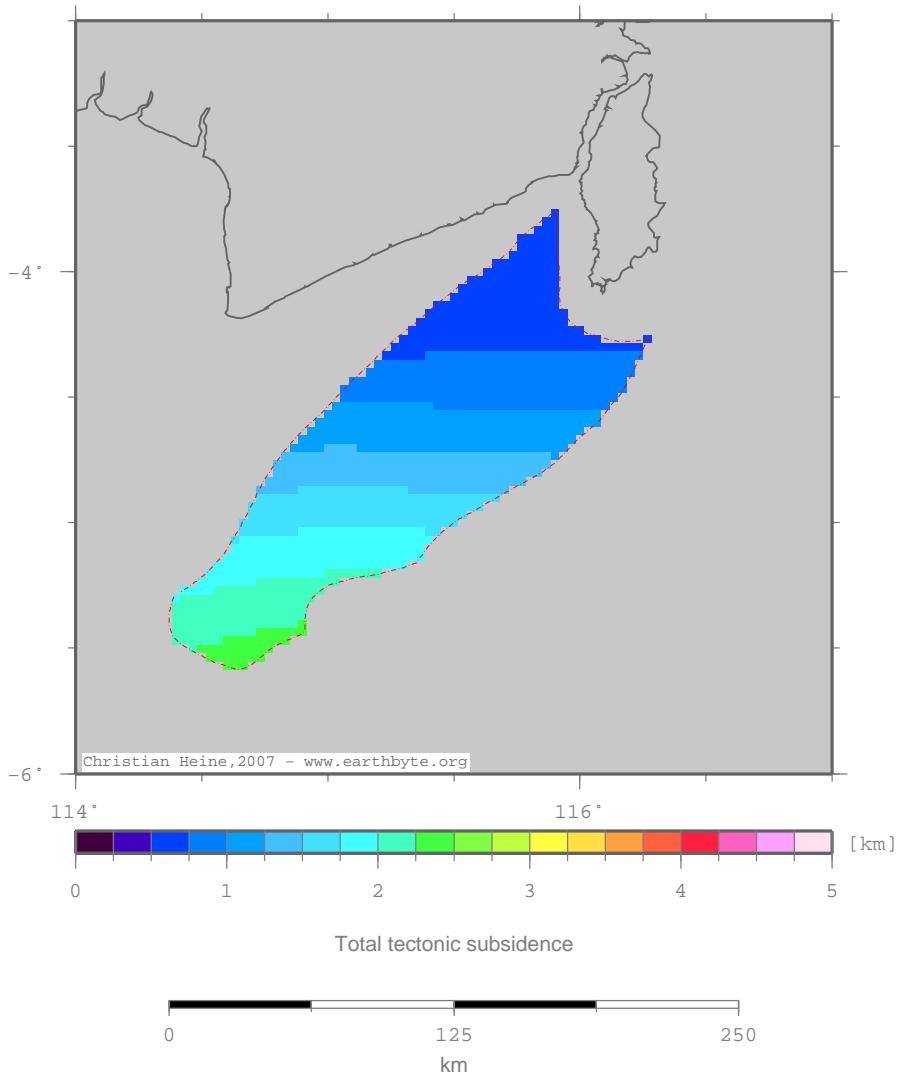 −4˚
−6˚
Christian Heine,2007 − www.earthbyte.org
114˚ 116˚
[km]
0 1 2 3 4 5
Total tectonic subsidence
0 125 250
km